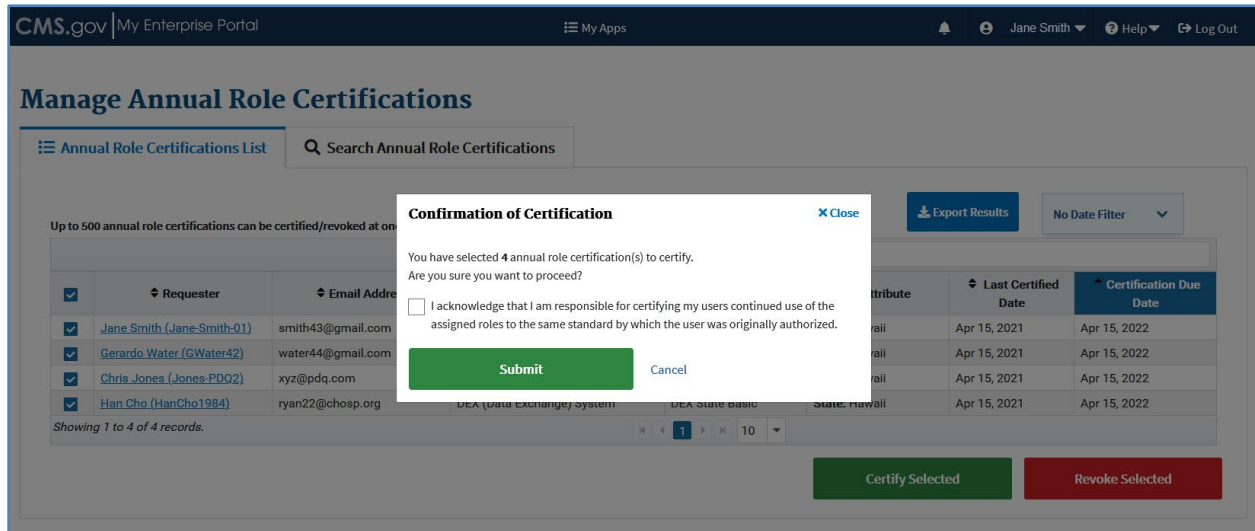 CMS.gov My Enterprise Portal My Apps Jane Smith Help Log Out
Manage Annual Role Certifications
Annual Role Certifications List Search Annual Role Certifications
Confirmation of Certification Close
Export Results No Date Filter
Up to 500 annual role certifications can be certified/revoked at
You have selected 4 annual role certification(s) to certify.
Are you sure you want to proceed?
I acknowledge that I am responsible for certifying my users continued use of the
assigned roles to the same standard by which the user was originally authorized.
Requester Email Last Certified Date Certification Due Date
Jane Smith (Jane-Smith-01) smith43@gmail.com Apr 15, 2021 Apr 15, 2022
Gerardo Water (GWater42) water44@gmail.com Apr 15, 2021 Apr 15, 2022
Submit Cancel
Chris Jones (Jones-PDQ2) xyz@pdq.com Apr 15, 2021 Apr 15, 2022
Han Cho (HanCho1984) ryan22@chosp.org DEX (Data Exchange) System DEX State Basic State: Hawaii Apr 15, 2021 Apr 15, 2022
Showing 1 to 4 of 4 records. 1 10
Certify Selected Revoke Selected